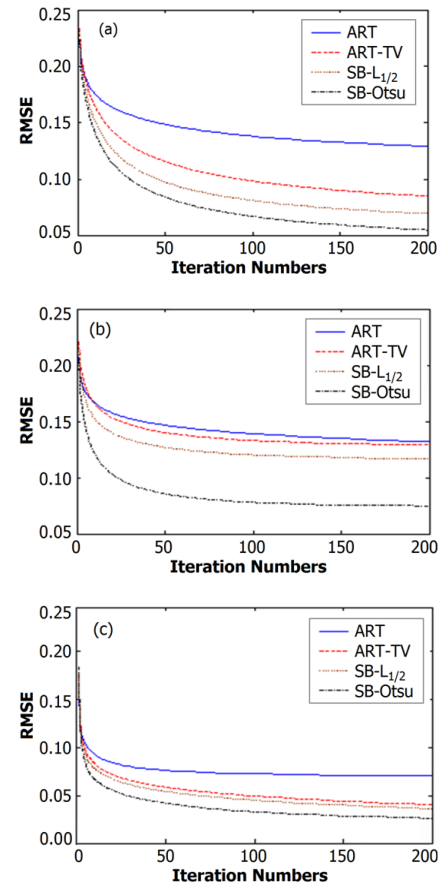 (a)
ART
ART-TV
SB-L1/2
SB-Otsu
RMSE
0.25
0.20
0.15
0.10
0.05
0 50 100 150 200
Iteration Numbers
(b)
ART
ART-TV
SB-L1/2
SB-Otsu
RMSE
0.25
0.20
0.15
0.10
0.05
0 50 100 150 200
Iteration Numbers
(c)
ART
ART-TV
SB-L1/2
SB-Otsu
RMSE
0.25
0.20
0.15
0.10
0.05
0.00
0 50 100 150 200
Iteration Numbers